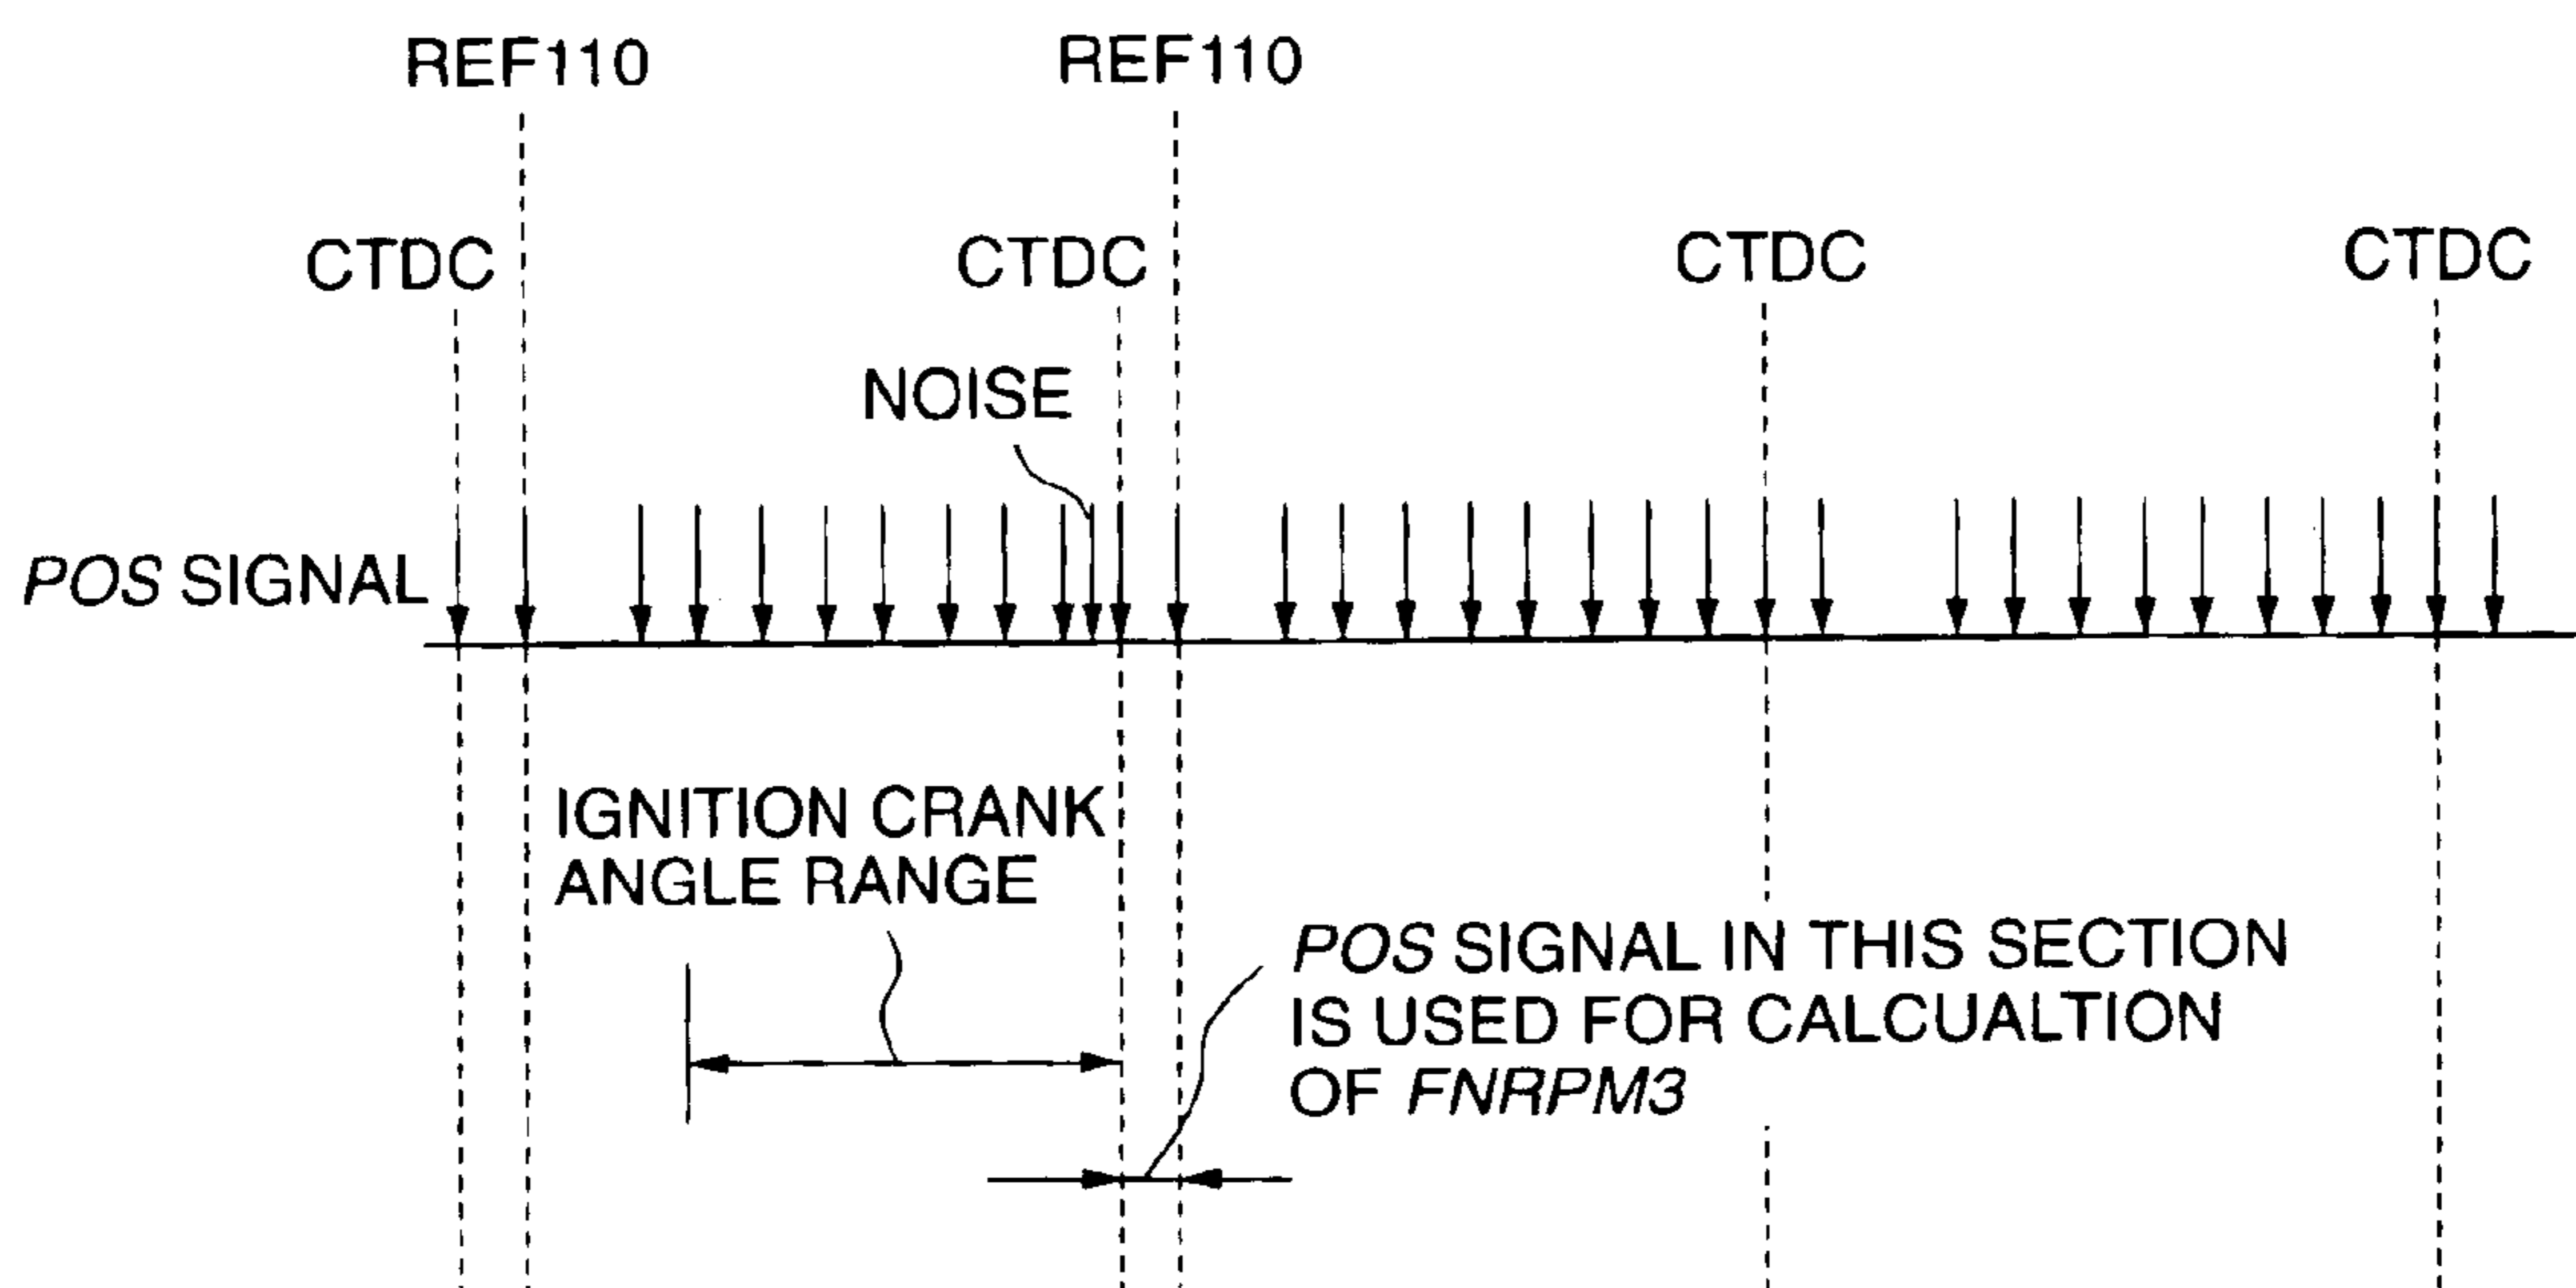 REF110
REF110
CTDC
CTDC
CTDC
CTDC
NOISE
POS SIGNAL
IGNITION CRANK
ANGLE RANGE
POS SIGNAL IN THIS SECTION
IS USED FOR CALCUALTION
OF FNRPM3